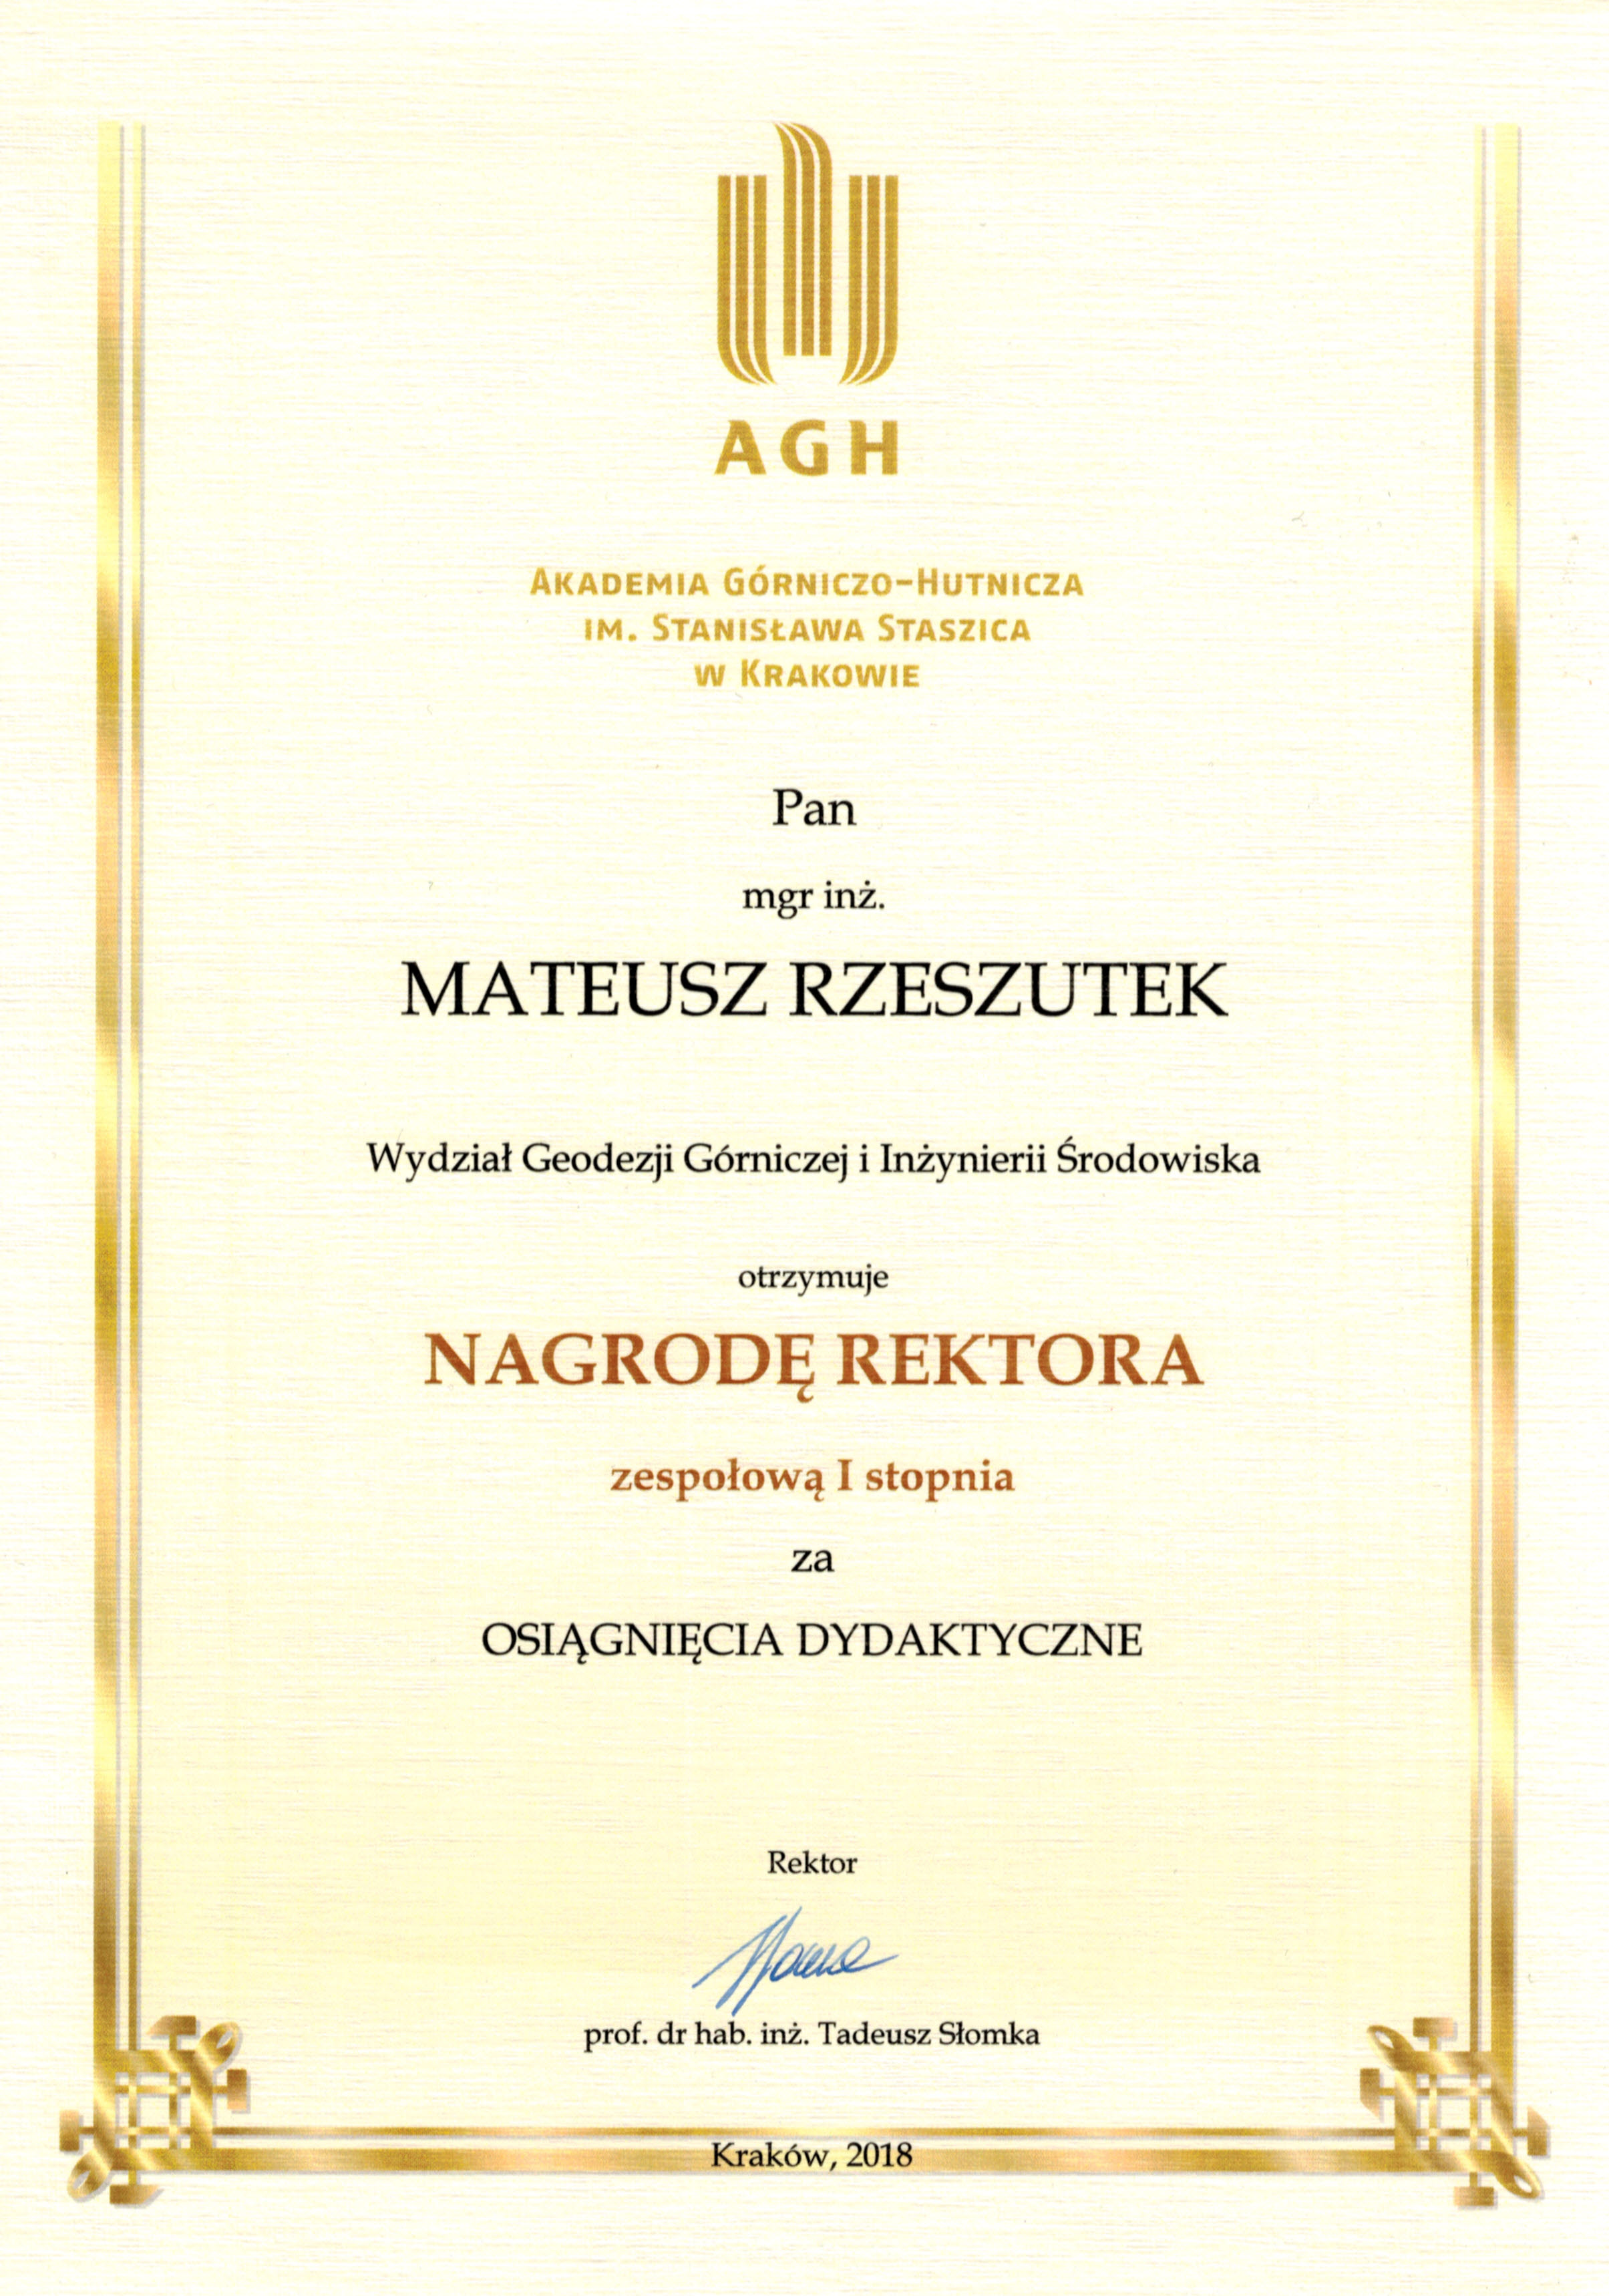 AGH
AKADEMIA GÓRNICZO-HUTNICZA
IM. STANISŁAWA STASZICA
W KRAKOWIE
Pan
mgr inż.
MATEUSZ RZESZUTEK
Wydział Geodezji Górniczej i Inżynierii Środowiska
otrzymuje
NAGRODĘ REKTORA
zespołową I stopnia
za
OSIĄGNIĘCIA DYDAKTYCZNE
Rektor
prof. dr hab. inż. Tadeusz Słomka
Kraków, 2018